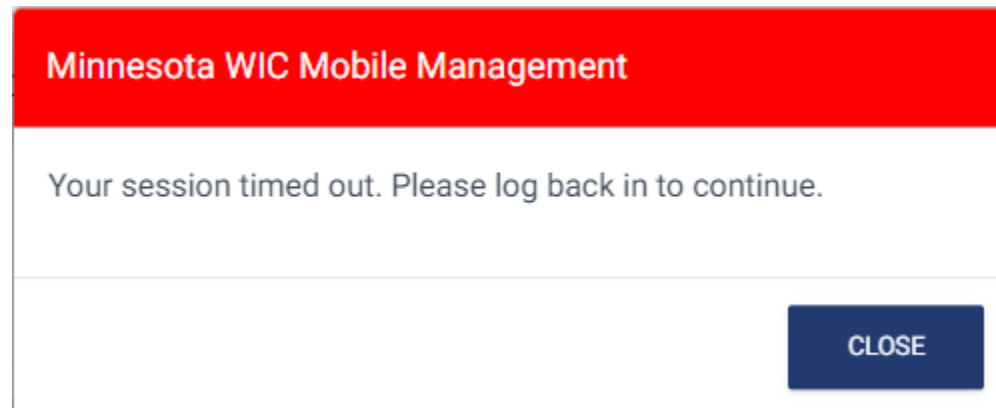 Minnesota WIC Mobile Management
Your session timed out. Please log back in to continue.
CLOSE